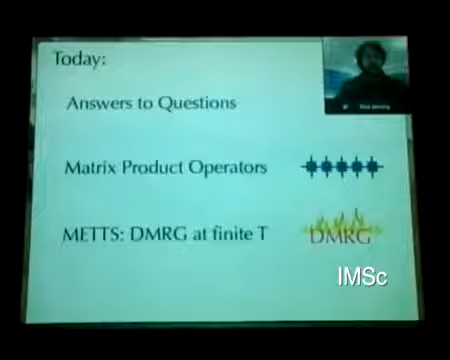 Today:
Answers to Questions
Matrix Product Operators
METTS: DMRG at finite T
DMRG
IMSc